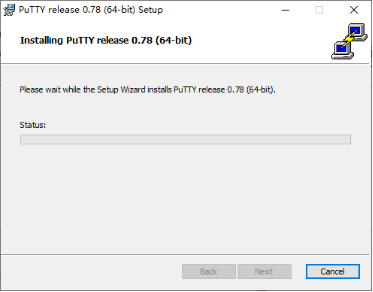 PuTTY release 0.78 (64-bit) Setup
Installing PuTTY release 0.78 (64-bit)
Please wait while the Setup Wizard installs PuTTY release 0.78 (64-bit).
Status:
Back
Next
Cancel